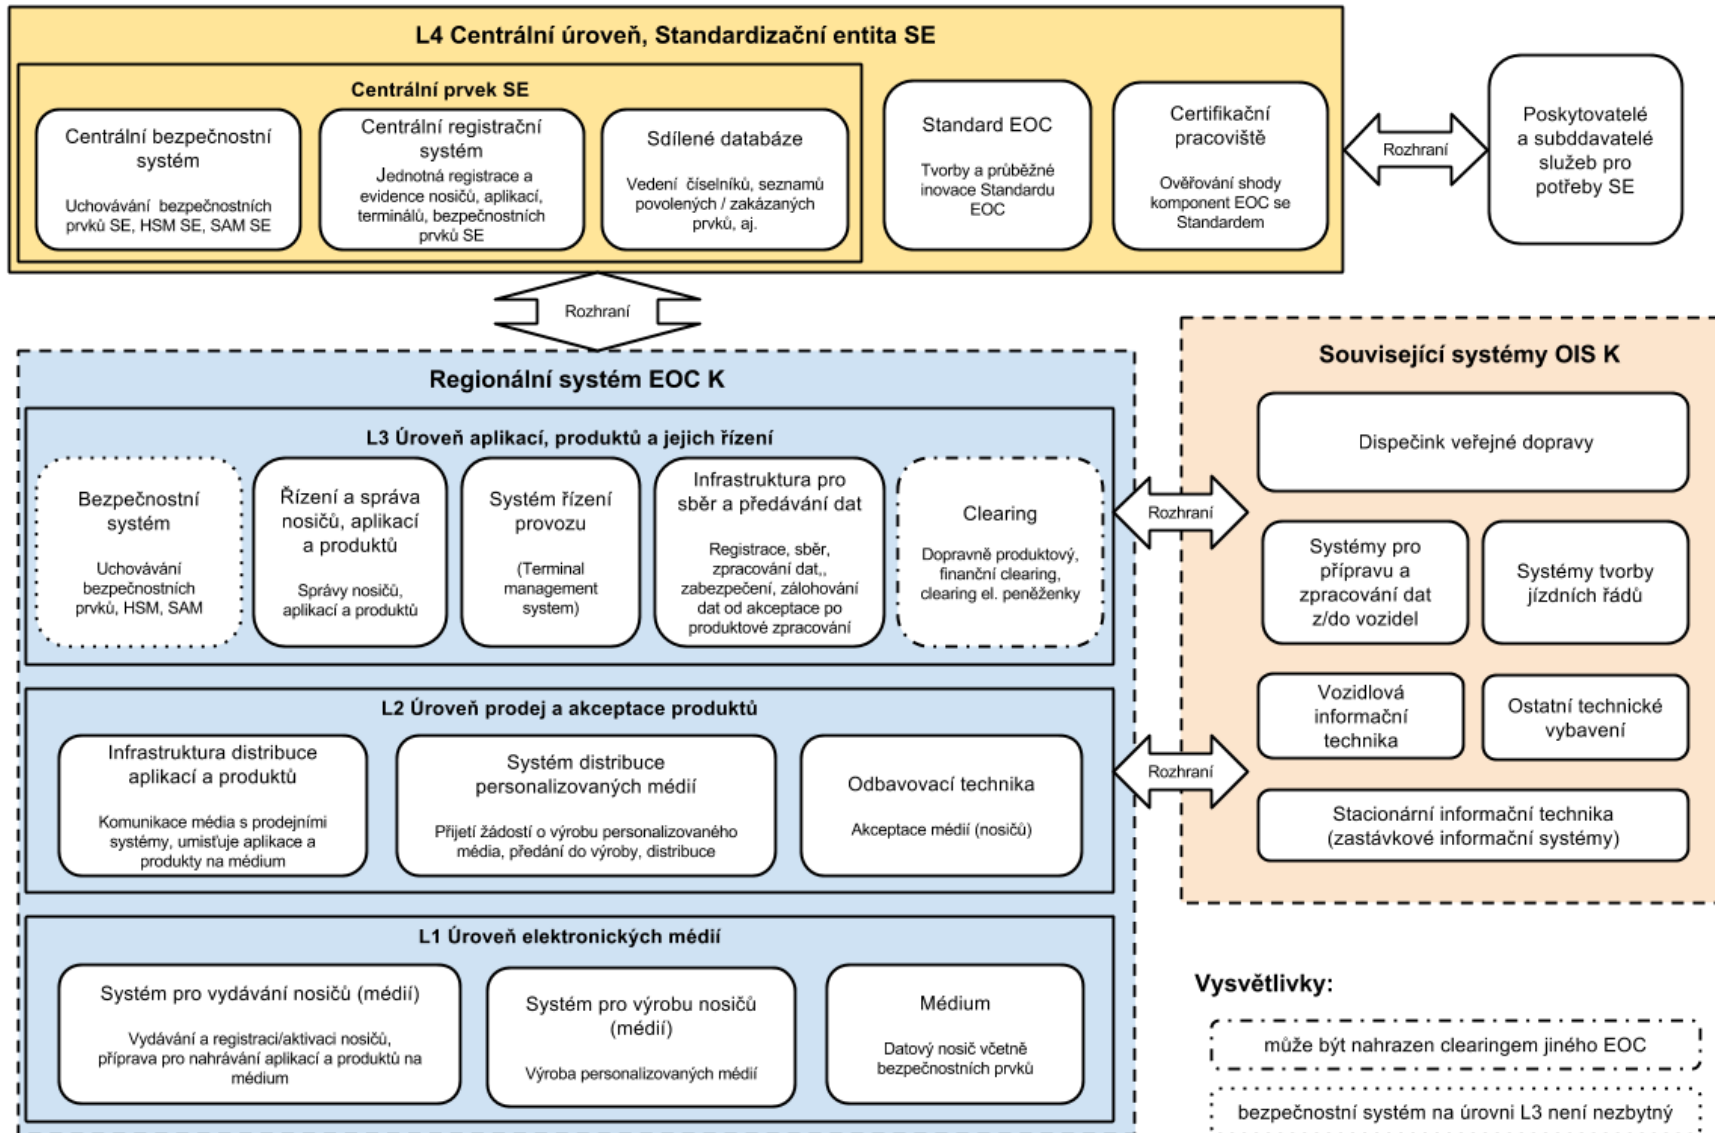 L4 Centrální úroveň, Standardizační entita SE
Centrální prvek SE
Centrální bezpečnostní
systém
Uchovávání bezpečnostních
prvků SE, HSM SE, SAM SE
Centrální registrační
systém
Jednotná registrace a
evidence nosičů, aplikací,
terminálů, bezpečnostních
prvků SE
Sdílené databáze
Vedení číselníků, seznamů
povolených / zakázaných
prvků, aj.
Standard EOC
Tvorby a průběžné
inovace Standardu
EOC
Certifikační
pracoviště
Ověřování shody
komponent EOC se
Standardem
Rozhraní
Poskytovatelé
a subddavatelé
služeb pro
potřeby SE
Rozhraní
Regionální systém EOC K
L3 Úroveň aplikací, produktů a jejich řízení
Bezpečnostní
systém
Uchovávání
bezpečnostních
prvků, HSM, SAM
Řízení a správa
nosičů, aplikací
a produktů
Správy nosičů,
aplikací a produktů
Systém řízení
provozu
(Terminal
management
system)
Infrastruktura pro
sběr a předávání dat
Registrace, sběr,
zpracování dat,,
zabezpečení, zálohování
dat od akceptace po
produktové zpracování
Clearing
Dopravně produktový,
finanční clearing,
clearing el. peněženky
Rozhraní
L2 Úroveň prodej a akceptace produktů
Infrastruktura distribuce
aplikací a produktů
Komunikace média s prodejními
systémy, umisťuje aplikace a
produkty na médium
Systém distribuce
personalizovaných médií
Přijetí žádostí o výrobu personalizovaného
média, předání do výroby, distribuce
Odbavovací technika
Akceptace médií (nosičů)
Rozhraní
L1 Úroveň elektronických médií
Systém pro vydávání nosičů (médií)
Vydávání a registraci/aktivaci nosičů,
příprava pro nahrávání aplikací a produktů na
médium
Systém pro výrobu nosičů
(médií)
Výroba personalizovaných médií
Médium
Datový nosič včetně
bezpečnostních prvků
Související systémy OIS K
Dispečink veřejné dopravy
Systémy pro
přípravu a
zpracování dat
z/do vozidel
Systémy tvorby
jízdních řádů
Vozidlová
informační
technika
Ostatní technické
vybavení
Stacionární informační technika
(zastávkové informační systémy)
Vysvětlivky:
může být nahrazen clearingem jiného EOC
bezpečnostní systém na úrovni L3 není nezbytný